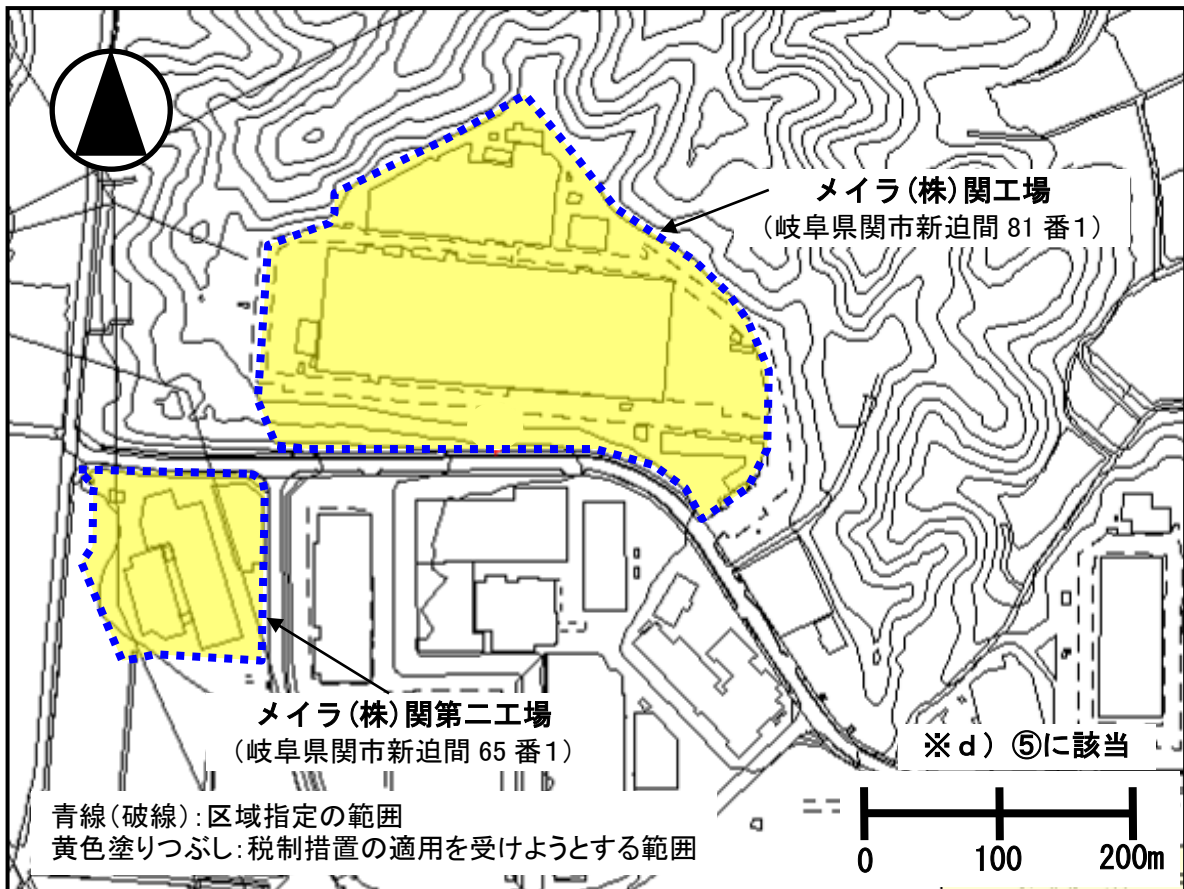 メイラ(株)関工場
(岐阜県関市新迫間 81 番1)
メイラ(株)関第二工場
(岐阜県関市新迫間 65 番1)
※d) ⑤に該当
青線(破線):区域指定の範囲
黄色塗りつぶし:税制措置の適用を受けようとする範囲
0 100 200m